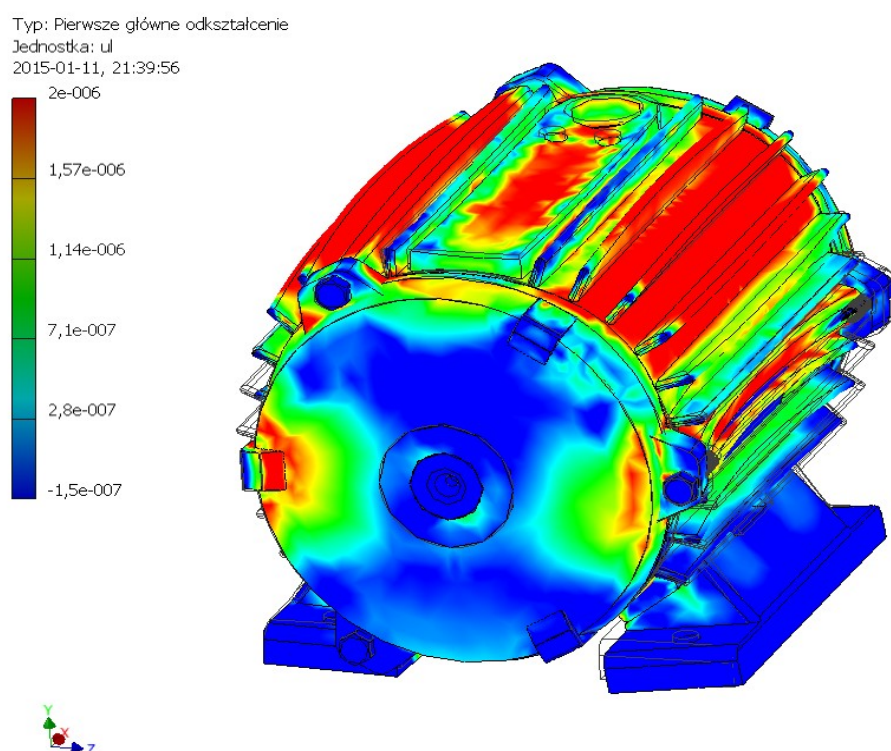 Typ: Pierwsze główne odkształcenie
Jednostka: ul
2015-01-11, 21:39:56
2e-006
1,57e-006
1,14e-006
7,1e-007
2,8e-007
-1,5e-007
Y
X
Z